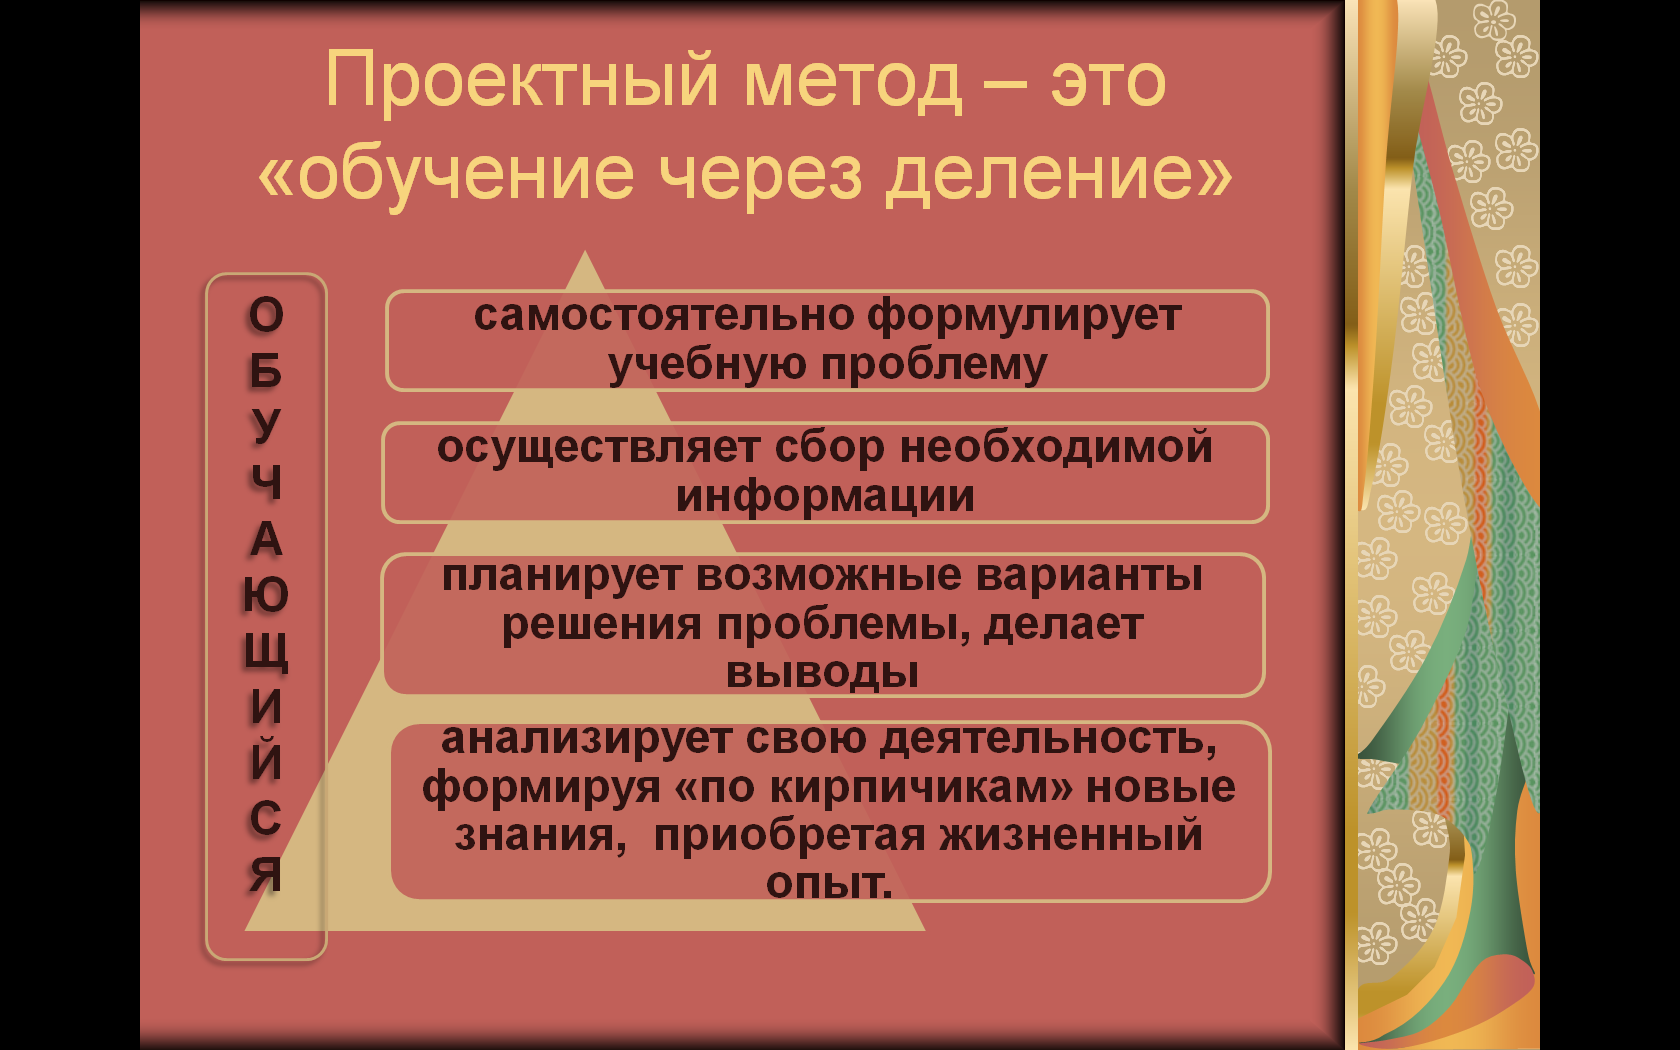 Проектный метод – это
«обучение через деление»
ОБУЧАЮЩИЙСЯ
самостоятельно формулирует
учебную проблему
осуществляет сбор необходимой
информации
планирует возможные варианты
решения проблемы, делает
выводы
анализирует свою деятельность,
формируя «по кирпичикам» новые
знания, приобретая жизненный
опыт.